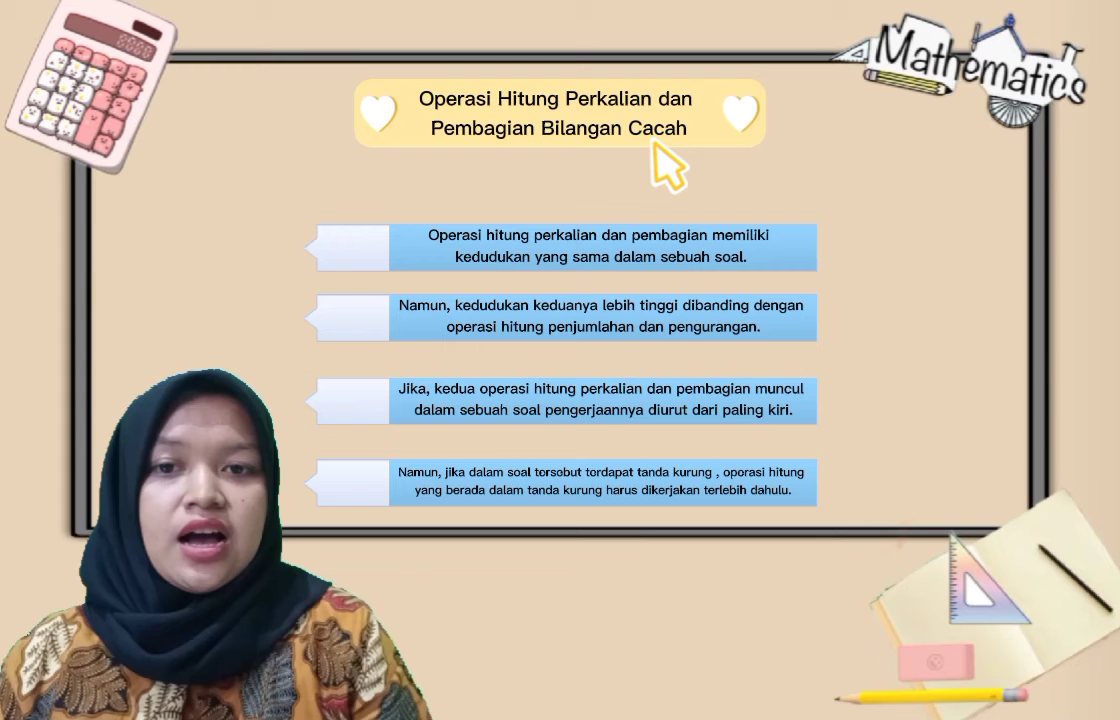 Mathematics
Operasi Hitung Perkalian dan
Pembagian Bilangan Cacah
Operasi hitung perkalian dan pembagian memiliki
kedudukan yang sama dalam sebuah soal.
Namun, kedudukan keduanya lebih tinggi dibanding dengan
operasi hitung penjumlahan dan pengurangan.
Jika, kedua operasi hitung perkalian dan pembagian muncul
dalam sebuah soal pengerjaannya diurut dari paling kiri.
Namun, jika dalam soal tersebut terdapat tanda kurung , operasi hitung
yang berada dalam tanda kurung harus dikerjakan terlebih dahulu.